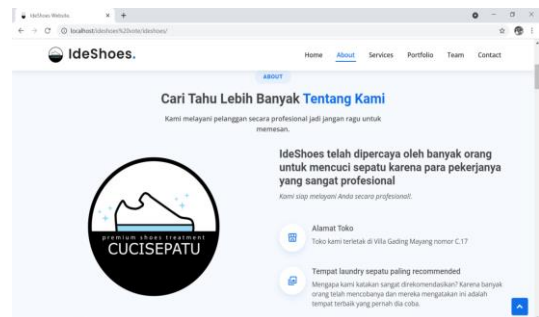 IdeShoes Website
localhost/ideshoes%20site/ideshoes/
IdeShoes.
Home About Services Portfolio Team Contact
ABOUT
Cari Tahu Lebih Banyak Tentang Kami
Kami melayani pelanggan secara profesional jadi jangan ragu untuk
memesan.
premium shoes treatment
CUCISEPATU
IdeShoes telah dipercaya oleh banyak orang
untuk mencuci sepatu karena para pekerjanya
yang sangat profesional
Kami siap melayani Anda secara profesionall.
Alamat Toko
Toko kami terletak di Villa Gading Mayang nomor C.17
Tempat laundry sepatu paling recommended
Mengapa kami katakan sangat direkomendasikan? Karena banyak
orang telah mencobanya dan mereka mengatakan ini adalah
tempat terbaik yang pernah dia coba.